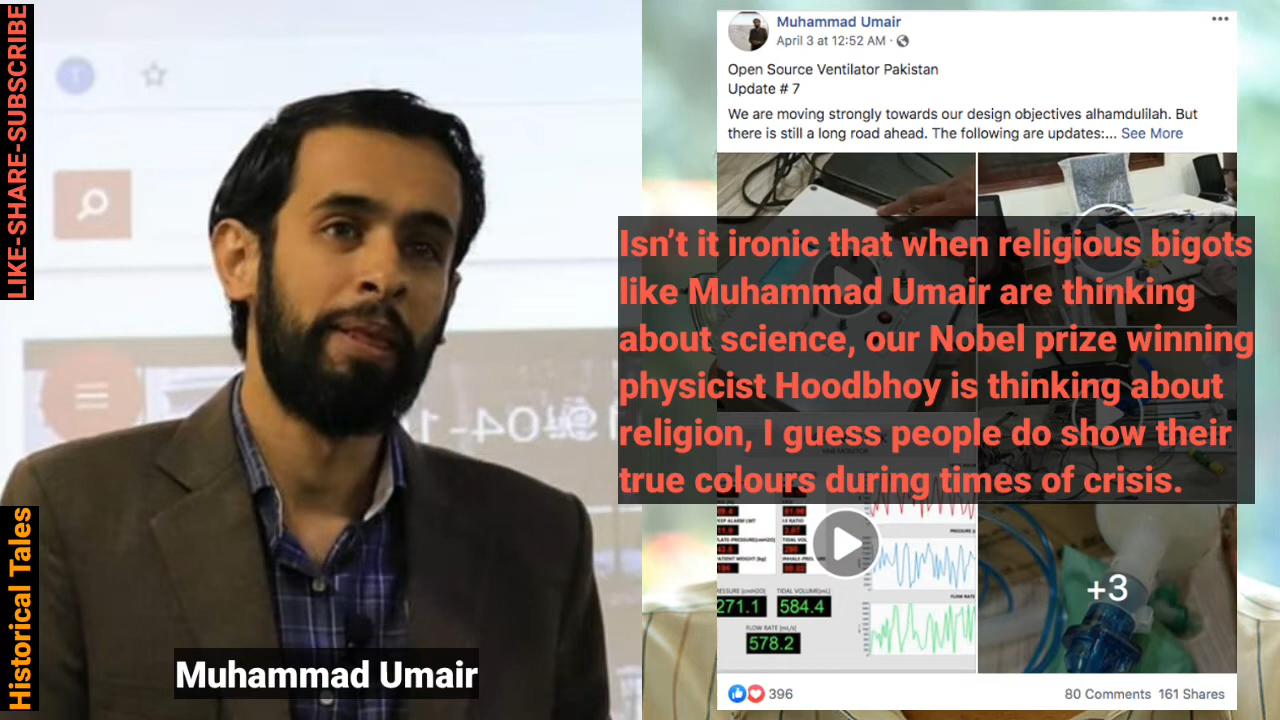 LIKE-SHARE-SUBSCRIBE
Historical Tales
Muhammad Umair
Muhammad Umair
April 3 at 12:52 AM ·
Open Source Ventilator Pakistan
Update # 7
We are moving strongly towards our design objectives alhamdulilah. But
there is still a long road ahead. The following are updates:... See More
Isn’t it ironic that when religious bigots
like Muhammad Umair are thinking
about science, our Nobel prize winning
physicist Hoodbhoy is thinking about
religion, I guess people do show their
true colours during times of crisis.
I:E RATIO
TIDAL VOL
TIDAL VOLUME(mL)
271.1 584.4
FLOW RATE (mL/s)
578.2
FLOW RATE
+3
396
80 Comments 161 Shares